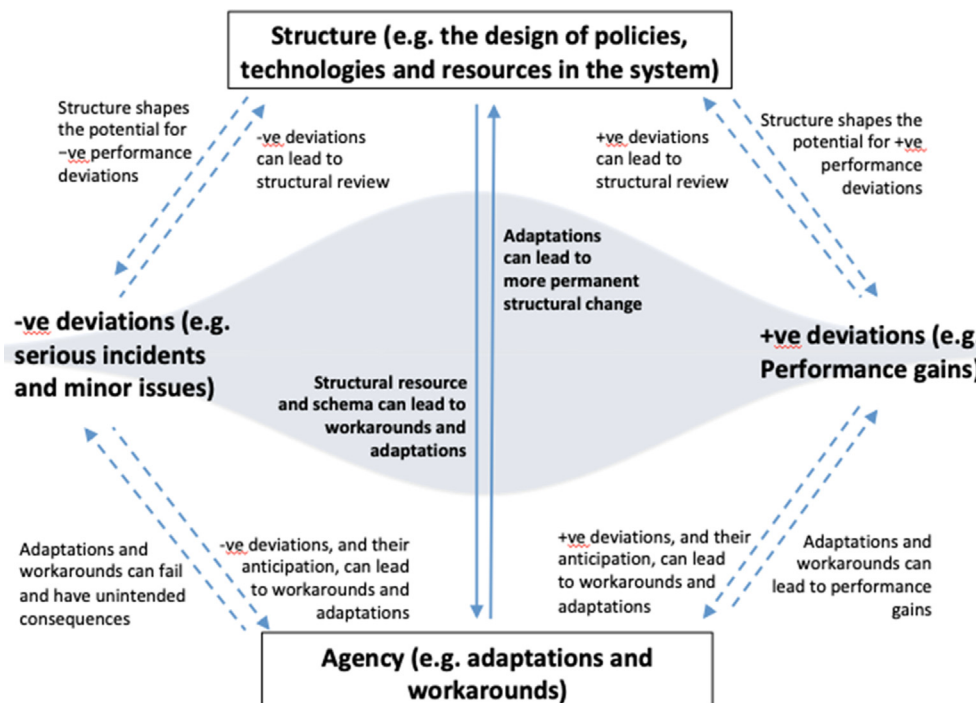 Structure (e.g. the design of policies,
technologies and resources in the system)
Structure shapes
the potential for
–ve performance
deviations
-ve deviations
can lead to
structural review
+ve deviations
can lead to
structural review
Structure shapes the
potential for +ve
performance
deviations
Adaptations
can lead to
more permanent
structural change
-ve deviations (e.g.
serious incidents
and minor issues)
+ve deviations (e.g.
Performance gains)
Structural resource
and schema can lead to
workarounds and
adaptations
Adaptations and
workarounds can fail
and have unintended
consequences
-ve deviations, and their
anticipation, can lead
to workarounds and
adaptations
+ve deviations, and their
anticipation, can lead
to workarounds and
adaptations
Adaptations and
workarounds can
lead to performance
gains
Agency (e.g. adaptations and
workarounds)